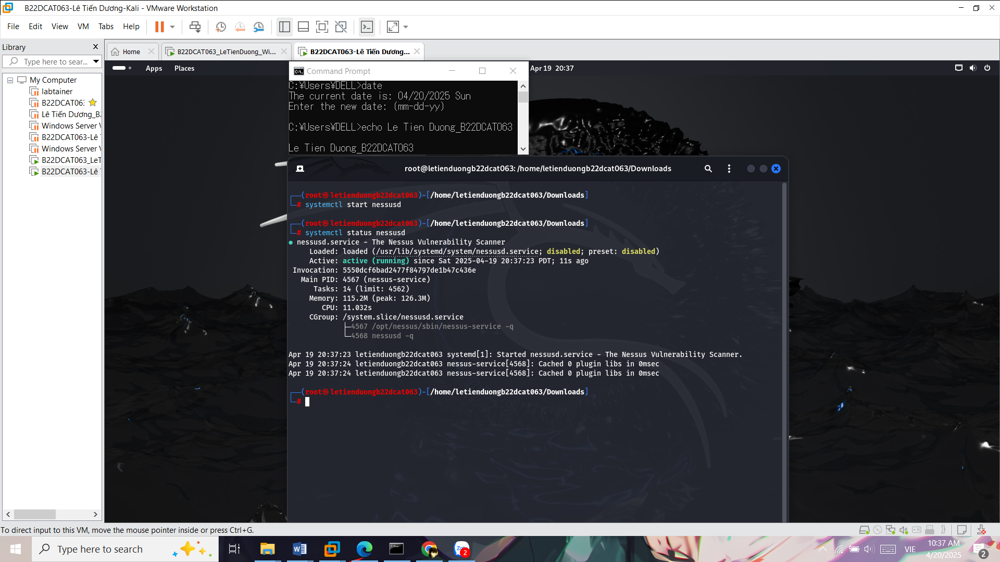 B22DCAT063-Lê Tiến Dương-Kali - VMware Workstation
File Edit View VM Tabs Help
Library
Type here to sear...
My Computer
labtainer
B22DCAT06
Lê Tiến Dương_B
Windows Server
B22DCAT063-Lê
Windows Server
B22DCAT063_LeT
B22DCAT063-Lê
Home
B22DCAT063_LeTienDuong_Wi...
B22DCAT063-Lê Tiến Dương...
Apps Places
Apr 19 20:37
Command Prompt
C:¥Users¥DELL>date
The current date is: 04/20/2025 Sun
Enter the new date: (mm-dd-yy)
C:¥Users¥DELL>echo Le Tien Duong_B22DCAT063
Le Tien Duong_B22DCAT063
root@letienduongb22dcat063: /home/letienduongb22dcat063/Downloads
┌──(root㉿letienduongb22dcat063)-[/home/letienduongb22dcat063/Downloads]
└─# systemctl start nessusd
┌──(root㉿letienduongb22dcat063)-[/home/letienduongb22dcat063/Downloads]
└─# systemctl status nessusd
● nessusd.service - The Nessus Vulnerability Scanner
Loaded: loaded (/usr/lib/systemd/system/nessusd.service; disabled; preset: disabled)
Active: active (running) since Sat 2025-04-19 20:37:23 PDT; 11s ago
Invocation: 5550dcf6bad2477f84797de1b47c436e
Main PID: 4567 (nessus-service)
Tasks: 14 (limit: 4562)
Memory: 115.2M (peak: 126.3M)
CPU: 11.032s
CGroup: /system.slice/nessusd.service
├─4567 /opt/nessus/sbin/nessus-service -q
└─4568 nessusd -q
Apr 19 20:37:23 letienduongb22dcat063 systemd[1]: Started nessusd.service - The Nessus Vulnerability Scanner.
Apr 19 20:37:24 letienduongb22dcat063 nessus-service[4568]: Cached 0 plugin libs in 0msec
Apr 19 20:37:24 letienduongb22dcat063 nessus-service[4568]: Cached 0 plugin libs in 0msec
┌──(root㉿letienduongb22dcat063)-[/home/letienduongb22dcat063/Downloads]
└─#
To direct input to this VM, move the mouse pointer inside or press Ctrl+G.
Type here to search
2
VIE
10:37 AM
4/20/2025
2